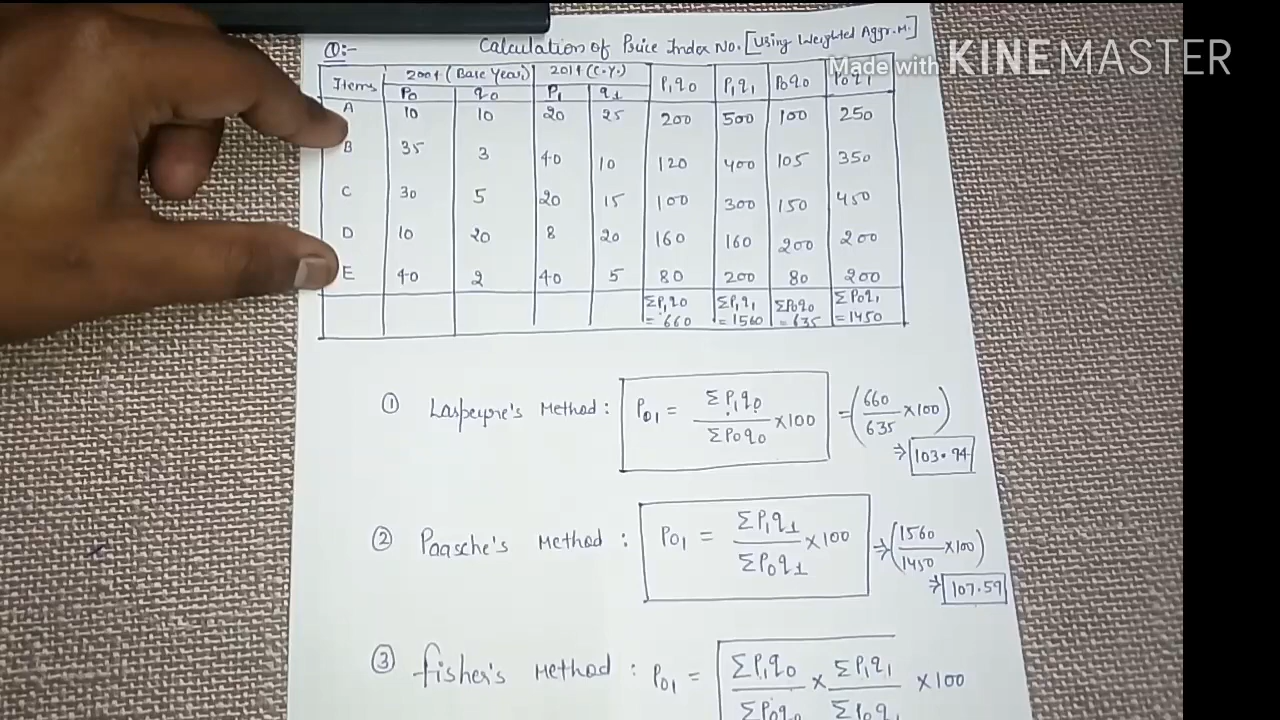 Made with KINEMASTER
①:- Calculation of Price Index No. [Using Weighted Aggr. M.]
Items 2004 (Base Year) 2014 (C.Y.) P₁q₀ P₁q₁ P₀q₀ P₀q₁
P₀ q₀ P₁ q₁
A 10 10 20 25 200 500 100 250
B 35 3 40 10 120 400 105 350
C 30 5 20 15 100 300 150 450
D 10 20 8 20 160 160 200 200
E 40 2 40 5 80 200 80 200
ΣP₁q₀ = 660 ΣP₁q₁ = 1560 ΣP₀q₀ = 635 ΣP₀q₁ = 1450
① Laspeyre's Method: P₀₁ = ΣP₁q₀ / ΣP₀q₀ ×100 = (660 / 635 ×100)
⇒ 103.94
② Paasche's Method: P₀₁ = ΣP₁q₁ / ΣP₀q₁ ×100 ⇒ (1560 / 1450 ×100)
⇒ 107.59
③ Fisher's Method: P₀₁ = √ ΣP₁q₀ / ΣP₀q₀ × ΣP₁q₁ / ΣP₀q₁ ×100